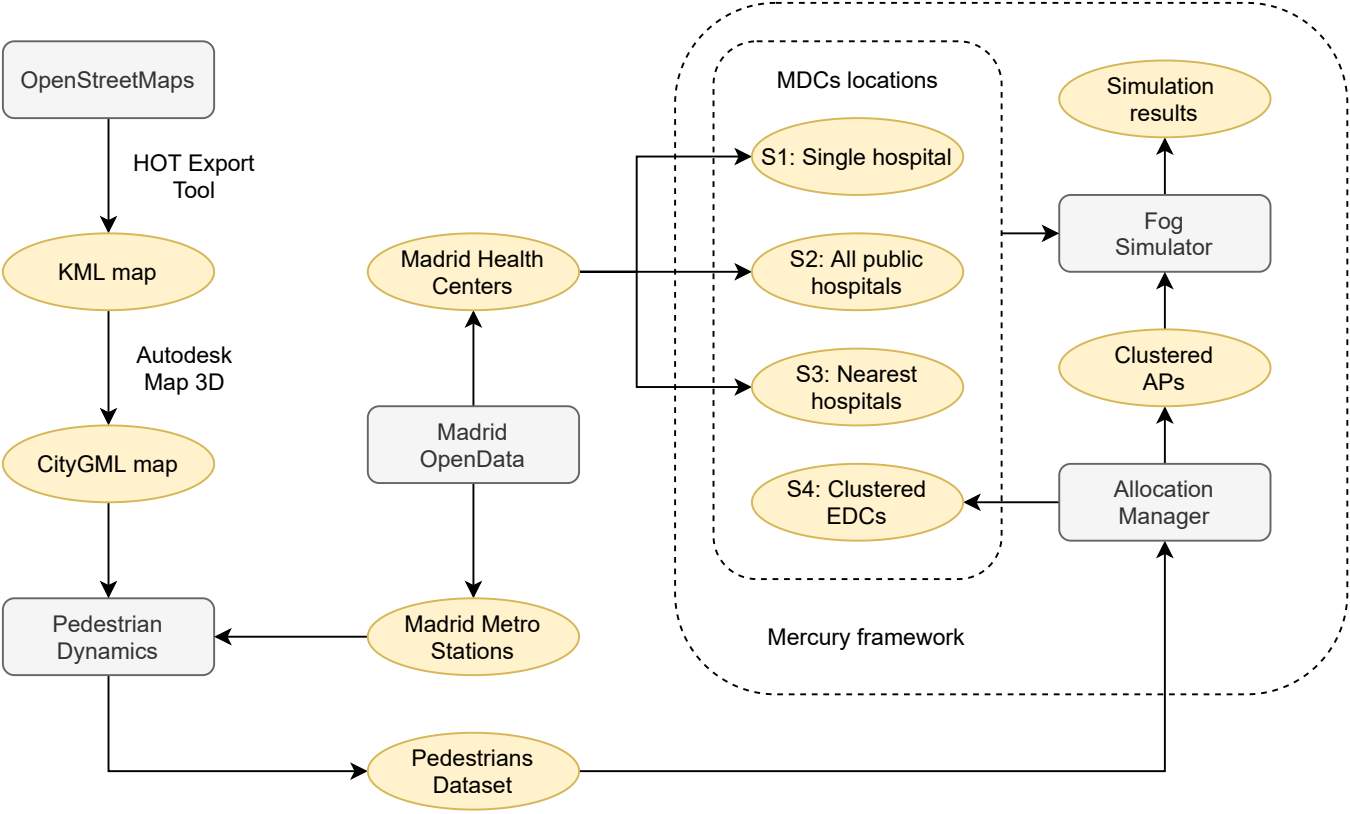 OpenStreetMaps
HOT Export
Tool
KML map
Autodesk
Map 3D
CityGML map
Pedestrian
Dynamics
Madrid Health
Centers
Madrid
OpenData
Madrid Metro
Stations
Pedestrians
Dataset
MDCs locations
S1: Single hospital
S2: All public
hospitals
S3: Nearest
hospitals
S4: Clustered
EDCs
Mercury framework
Simulation
results
Fog
Simulator
Clustered
APs
Allocation
Manager